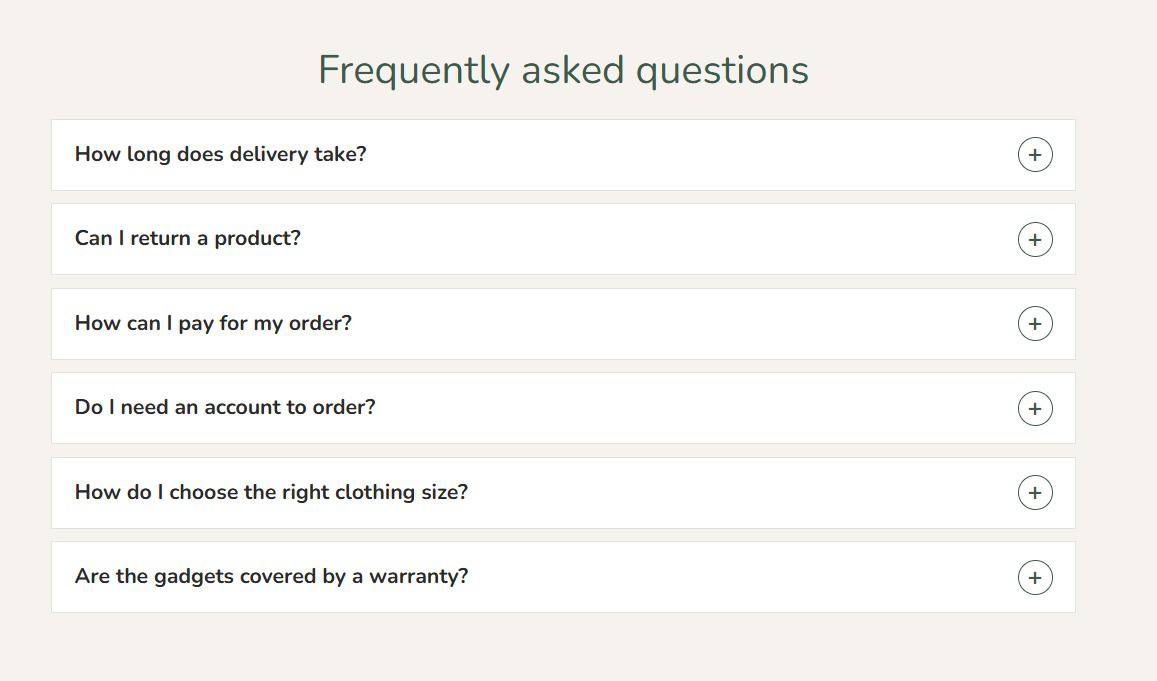 Frequently asked questions
How long does delivery take?
Can I return a product?
How can I pay for my order?
Do I need an account to order?
How do I choose the right clothing size?
Are the gadgets covered by a warranty?